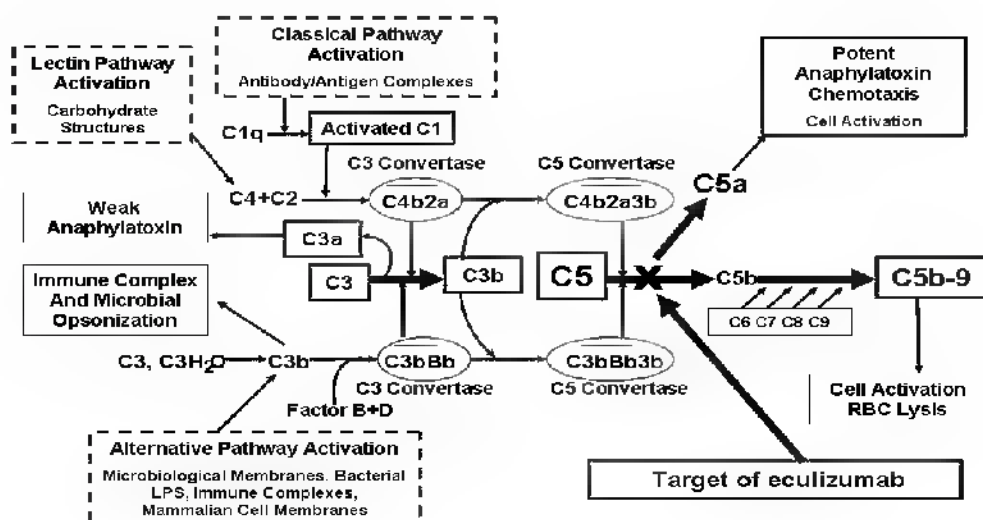 Classical Pathway
Activation
Antibody/Antigen Complexes
Lectin Pathway
Activation
Carbohydrate
Structures
Potent
Anaphylatoxin
Chemotaxis
Cell Activation
C1q
Activated C1
C3 Convertase
C5 Convertase
C4+C2
C4b2a
C4b2a3b
C5a
Weak
Anaphylatoxin
C3a
C3
C3b
C5
X
C5b
C5b-9
C6 C7 C8 C9
Immune Complex
And Microbial
Opsonization
C3, C3H2O
C3b
C3bBb
C3bBb3b
C3 Convertase
C5 Convertase
Factor B+D
Cell Activation
RBC Lysis
Alternative Pathway Activation
Microbiological Membranes. Bacterial
LPS, Immune Complexes,
Mammalian Cell Membranes
Target of eculizumab